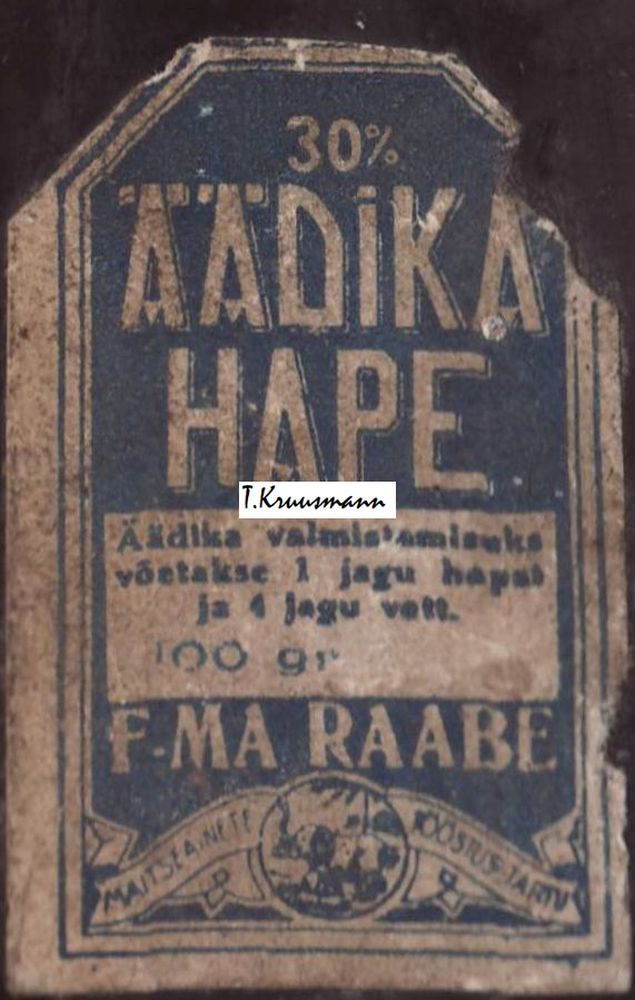 30%
ÄÄDIKA
HAPE
T.Kruusmann
Äädika valmistamiseks
võetakse 1 jagu hapet
ja 4 jagu vett.
100 gr.
F-MA RAABE
MAITSEAINETE TÖÖSTUS-TARTU